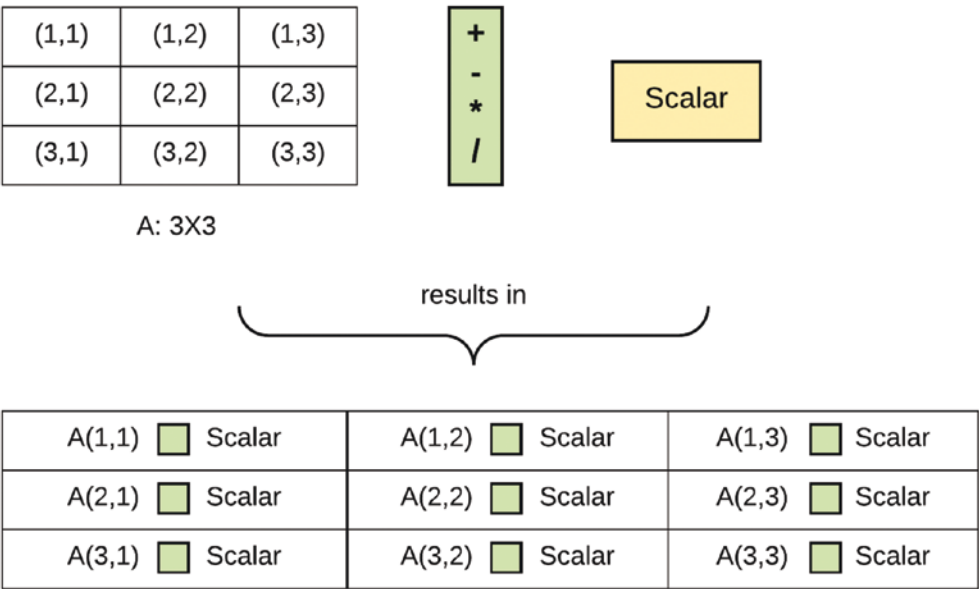 (1,1) (1,2) (1,3)
(2,1) (2,2) (2,3)
(3,1) (3,2) (3,3)
+
-
*
/
Scalar
A: 3X3
results in
A(1,1) Scalar A(1,2) Scalar A(1,3) Scalar
A(2,1) Scalar A(2,2) Scalar A(2,3) Scalar
A(3,1) Scalar A(3,2) Scalar A(3,3) Scalar